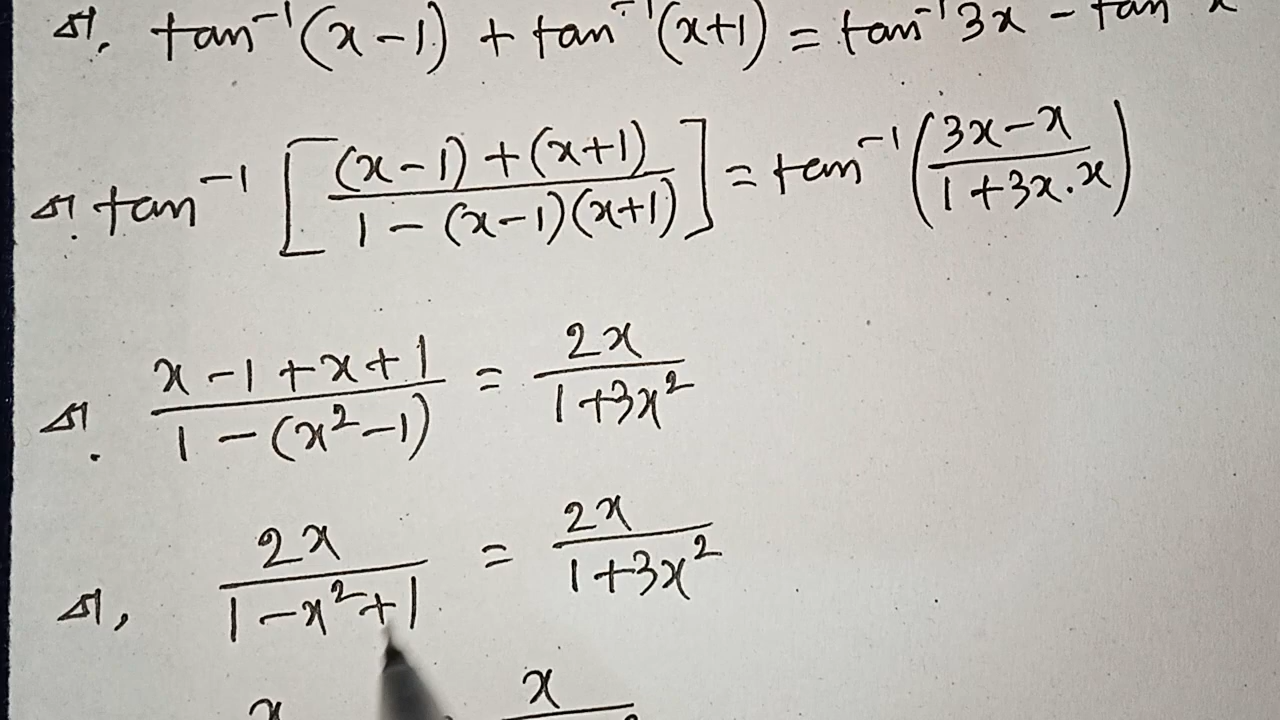 বা, tan⁻¹(x-1) + tan⁻¹(x+1) = tan⁻¹3x - tan⁻¹x
বা, tan⁻¹[((x-1)+(x+1))/(1-(x-1)(x+1))] = tan⁻¹((3x-x)/(1+3x.x))
বা, (x-1+x+1)/(1-(x²-1)) = 2x/(1+3x²)
বা, 2x/(1-x²+1) = 2x/(1+3x²)
x x